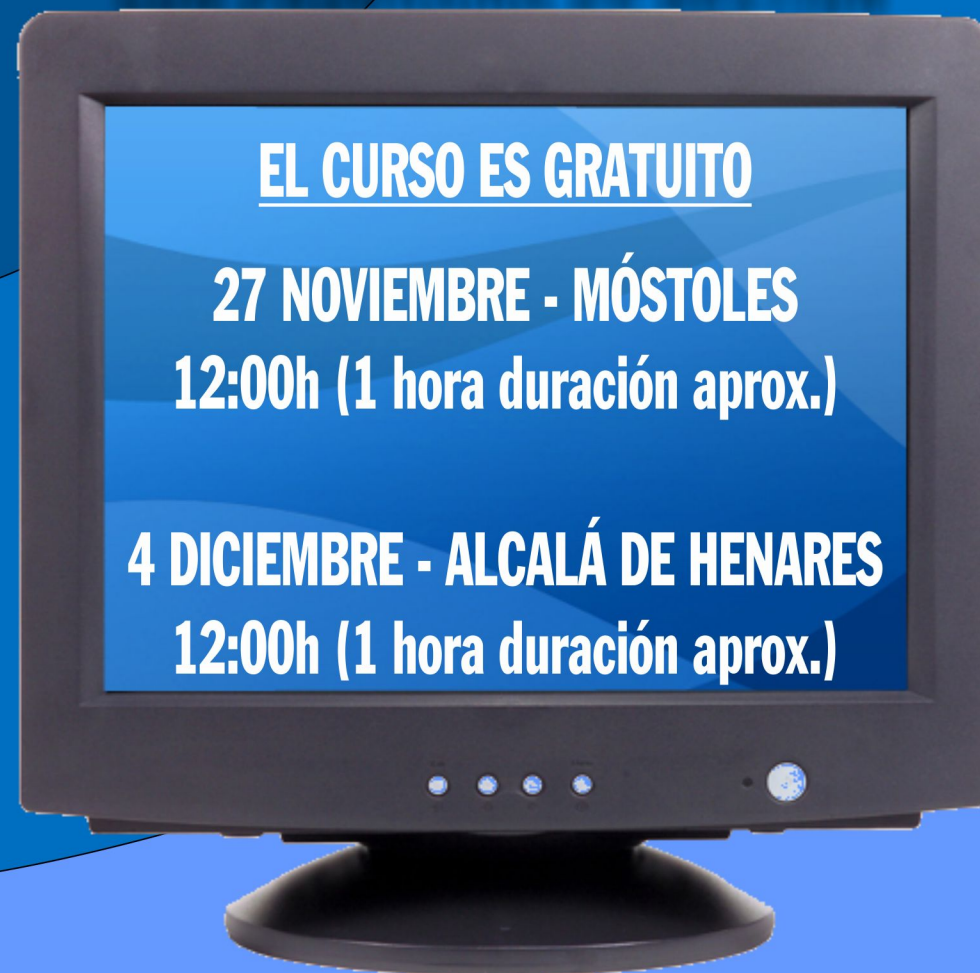 EL CURSO ES GRATUITO
27 NOVIEMBRE - MÓSTOLES
12:00h (1 hora duración aprox.)
4 DICIEMBRE - ALCALÁ DE HENARES
12:00h (1 hora duración aprox.)